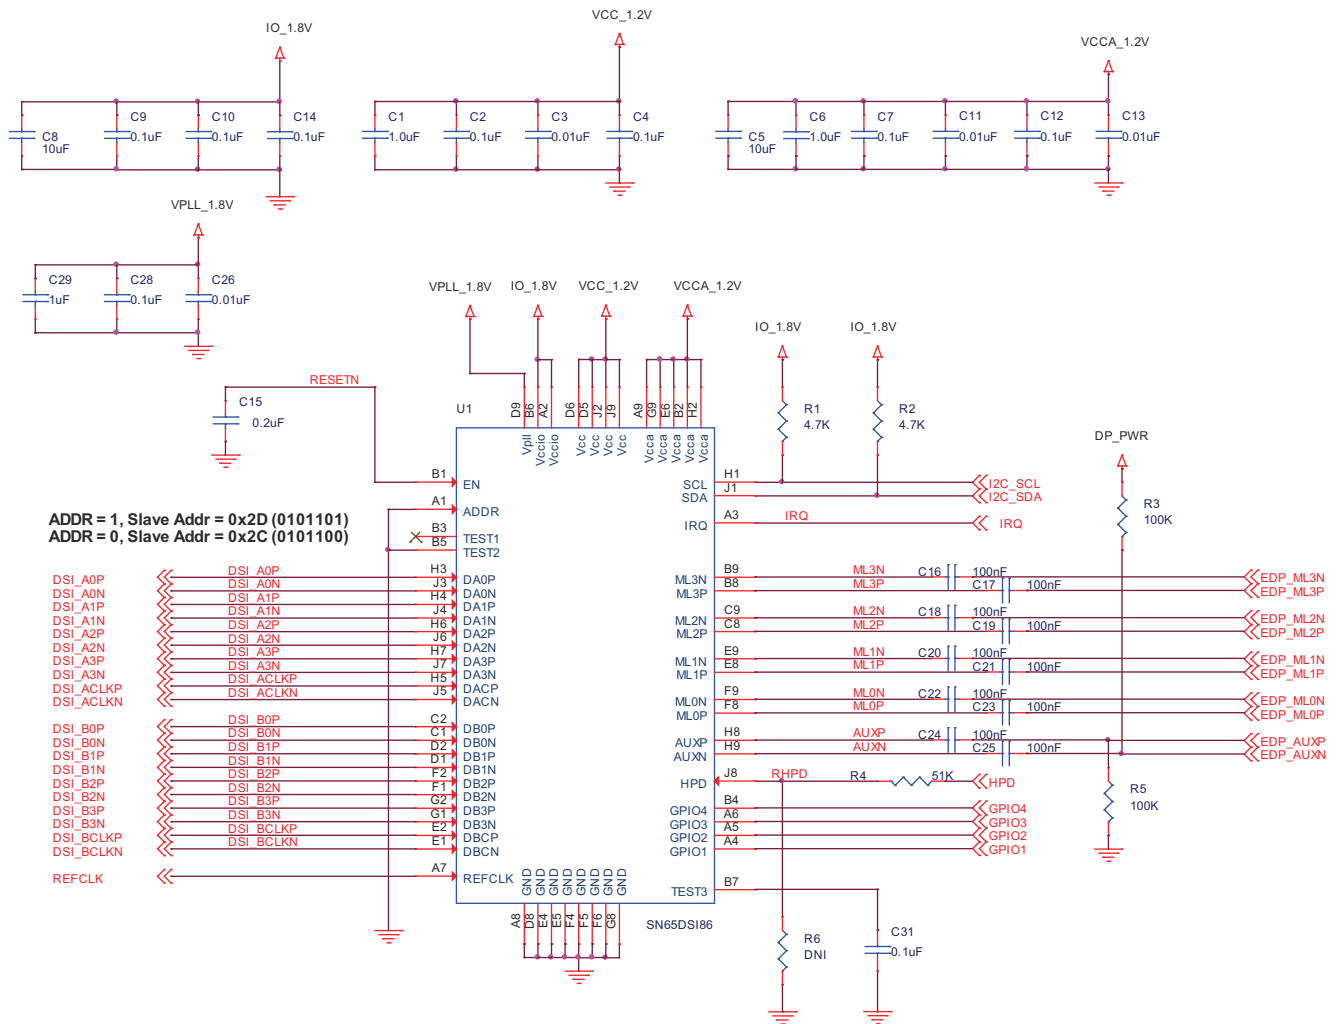 IO_1.8V
VCC_1.2V
VCCA_1.2V
C8
10uF
C9
0.1uF
C10
0.1uF
C14
0.1uF
C1
1.0uF
C2
0.1uF
C3
0.01uF
C4
0.1uF
C5
10uF
C6
1.0uF
C7
0.1uF
C11
0.01uF
C12
0.1uF
C13
0.01uF
VPLL_1.8V
C29
1uF
C28
0.1uF
C26
0.01uF
VPLL_1.8V
IO_1.8V
VCC_1.2V
VCCA_1.2V
IO_1.8V
IO_1.8V
RESETN
C15
0.2uF
U1
D9
B6
A2
D6
D5
J2
J9
A9
G9
E6
B2
H2
Vpll
Vccio
Vccio
Vcc
Vcc
Vcc
Vcc
Vcca
Vcca
Vcca
Vcca
Vcca
R1
4.7K
R2
4.7K
DP_PWR
R3
100K
B1 EN
A1 ADDR
B3 TEST1
B5 TEST2
ADDR = 1, Slave Addr = 0x2D (0101101)
ADDR = 0, Slave Addr = 0x2C (0101100)
DSI_A0P DSI_A0P H3 DA0P
DSI_A0N DSI_A0N J3 DA0N
DSI_A1P DSI_A1P H4 DA1P
DSI_A1N DSI_A1N J4 DA1N
DSI_A2P DSI_A2P H6 DA2P
DSI_A2N DSI_A2N J6 DA2N
DSI_A3P DSI_A3P H7 DA3P
DSI_A3N DSI_A3N J7 DA3N
DSI_ACLKP DSI_ACLKP H5 DACP
DSI_ACLKN DSI_ACLKN J5 DACN
DSI_B0P DSI_B0P C2 DB0P
DSI_B0N DSI_B0N C1 DB0N
DSI_B1P DSI_B1P D2 DB1P
DSI_B1N DSI_B1N D1 DB1N
DSI_B2P DSI_B2P F2 DB2P
DSI_B2N DSI_B2N F1 DB2N
DSI_B3P DSI_B3P G2 DB3P
DSI_B3N DSI_B3N G1 DB3N
DSI_BCLKP DSI_BCLKP E2 DBCP
DSI_BCLKN DSI_BCLKN E1 DBCN
REFCLK A7 REFCLK
SCL H1 I2C_SCL
SDA J1 I2C_SDA
IRQ A3 IRQ IRQ
ML3N B9 ML3N C16 100nF EDP_ML3N
ML3P B8 ML3P C17 100nF EDP_ML3P
ML2N C9 ML2N C18 100nF EDP_ML2N
ML2P C8 ML2P C19 100nF EDP_ML2P
ML1N E9 ML1N C20 100nF EDP_ML1N
ML1P E8 ML1P C21 100nF EDP_ML1P
ML0N F9 ML0N C22 100nF EDP_ML0N
ML0P F8 ML0P C23 100nF EDP_ML0P
AUXP H8 AUXP C24 100nF EDP_AUXP
AUXN H9 AUXN C25 100nF EDP_AUXN
HPD J8 RHPD R4 51K HPD
R5
100K
GPIO4 B4 GPIO4
GPIO3 A6 GPIO3
GPIO2 A5 GPIO2
GPIO1 A4 GPIO1
TEST3 B7
GND
GND
GND
GND
GND
GND
GND
GND
A8
D8
E4
E5
F4
F5
F6
G8
SN65DSI86
R6
DNI
C31
0.1uF